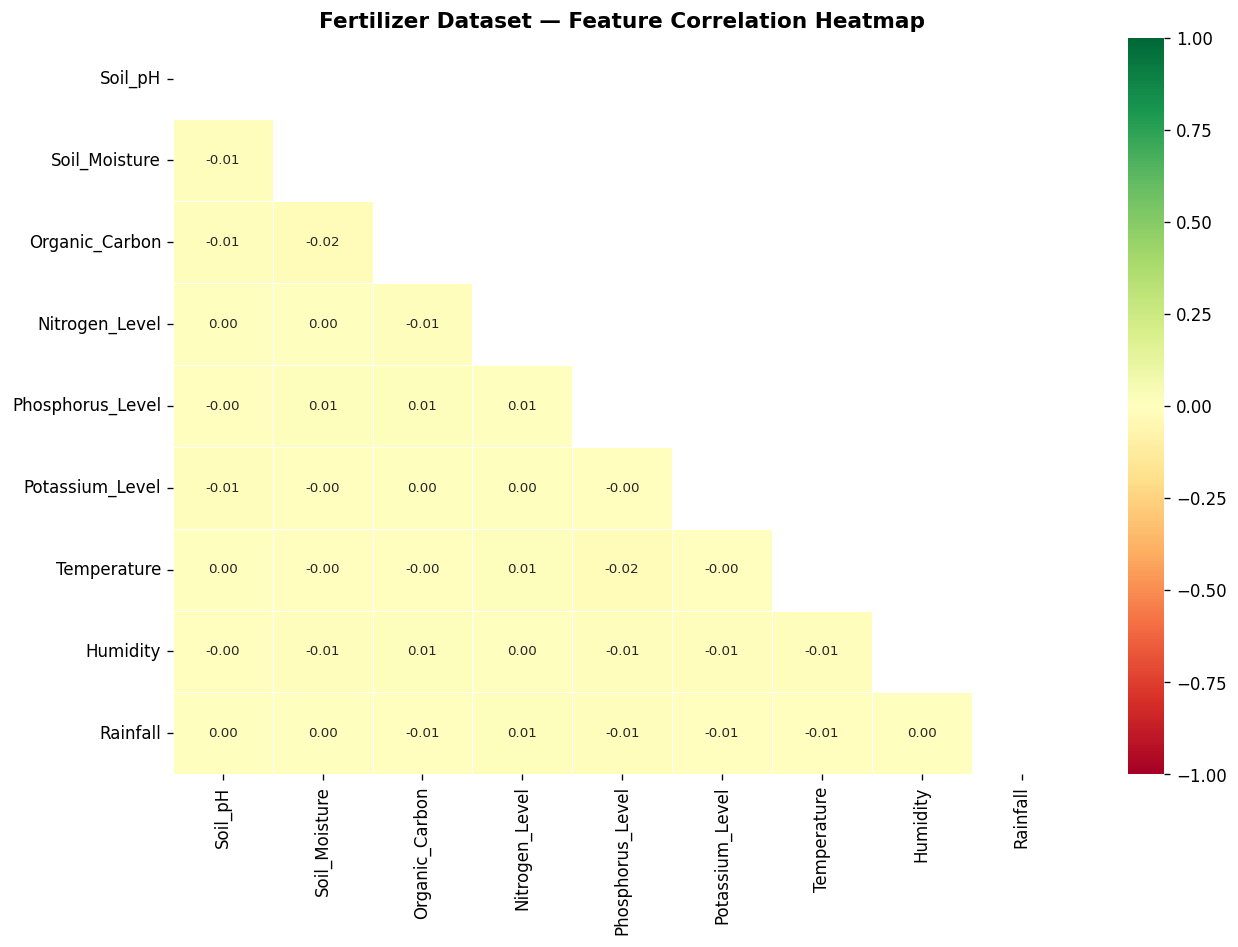 Fertilizer Dataset — Feature Correlation Heatmap
Soil_pH
Soil_Moisture -0.01
Organic_Carbon -0.01 -0.02
Nitrogen_Level 0.00 0.00 -0.01
Phosphorus_Level -0.00 0.01 0.01 0.01
Potassium_Level -0.01 -0.00 0.00 0.00 -0.00
Temperature 0.00 -0.00 -0.00 0.01 -0.02 -0.00
Humidity -0.00 -0.01 0.01 0.00 -0.01 -0.01 -0.01
Rainfall 0.00 0.00 -0.01 0.01 -0.01 -0.01 -0.01 0.00
Soil_pH
Soil_Moisture
Organic_Carbon
Nitrogen_Level
Phosphorus_Level
Potassium_Level
Temperature
Humidity
Rainfall
1.00
0.75
0.50
0.25
0.00
−0.25
−0.50
−0.75
−1.00